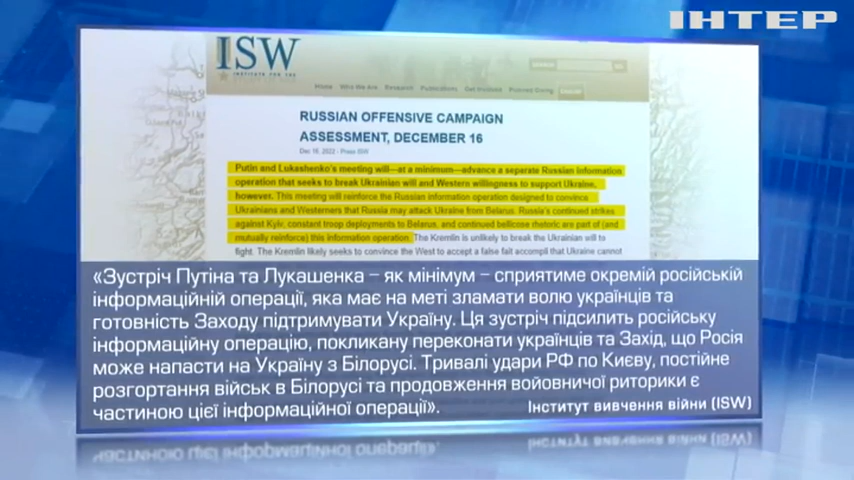 ІНТЕР
ISW
INSTITUTE FOR THE
Home Who We Are Research Publications Get Involved Planned Giving
RUSSIAN OFFENSIVE CAMPAIGN
ASSESSMENT, DECEMBER 16
Dec 16, 2022 - Press ISW
Putin and Lukashenko's meeting will—at a minimum—advance a separate Russian information
operation that seeks to break Ukrainian will and Western willingness to support Ukraine,
however. This meeting will reinforce the Russian information operation designed to convince
Ukrainians and Westerners that Russia may attack Ukraine from Belarus. Russia's continued strikes
against Kyiv, constant troop deployments to Belarus, and continued bellicose rhetoric are part of (and
mutually reinforce) this information operation. The Kremlin is unlikely to break the Ukrainian will to
fight. The Kremlin likely seeks to convince the West to accept a false fait accompli that Ukraine cannot
«Зустріч Путіна та Лукашенка – як мінімум – сприятиме окремій російській
інформаційній операції, яка має на меті зламати волю українців та
готовність Заходу підтримувати Україну. Ця зустріч підсилить російську
інформаційну операцію, покликану переконати українців та Захід, що Росія
може напасти на Україну з Білорусі. Тривалі удари РФ по Києву, постійне
розгортання військ в Білорусі та продовження войовничої риторики є
частиною цієї інформаційної операції».
Інститут вивчення війни (ISW)